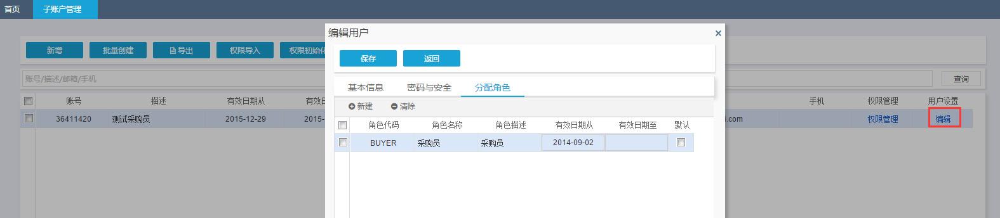 首页 子账户管理
编辑用户 ×
新增 批量创建 导出 权限导入 权限初始化
保存 返回
账号/描述/邮箱/手机 查询
基本信息 密码与安全 分配角色
账号 描述 有效日期从 有效 手机 权限管理 用户设置
新建 清除
36411420 测试采购员 2015-12-29 2015- i.com 权限管理 编辑
角色代码 角色名称 角色描述 有效日期从 有效日期至 默认
BUYER 采购员 采购员 2014-09-02